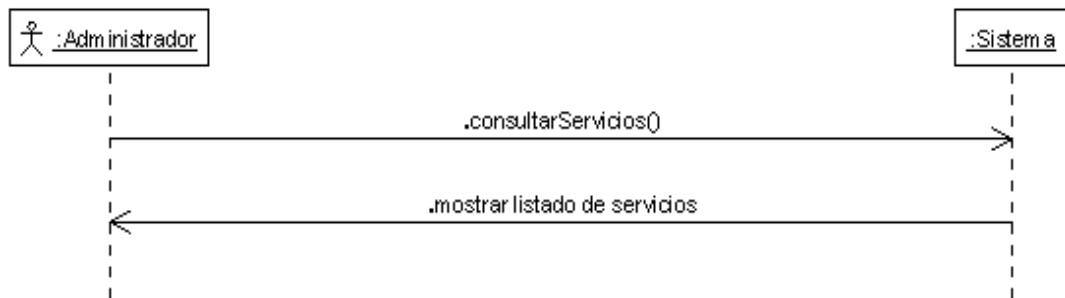 :Administrador
:Sistema
.consultarServicios()
.mostrar listado de servicios